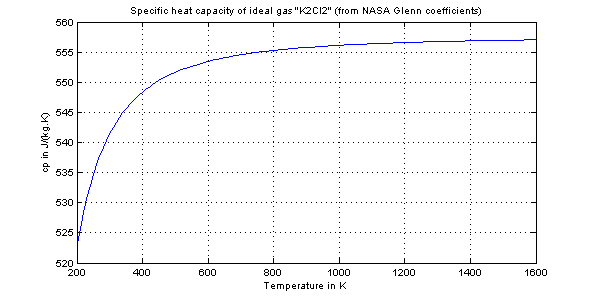 Specific heat capacity of ideal gas "K2Cl2" (from NASA Glenn coefficients)
560
555
550
545
540
535
530
525
520
cp in J/(kg.K)
200 400 600 800 1000 1200 1400 1600
Temperature in K